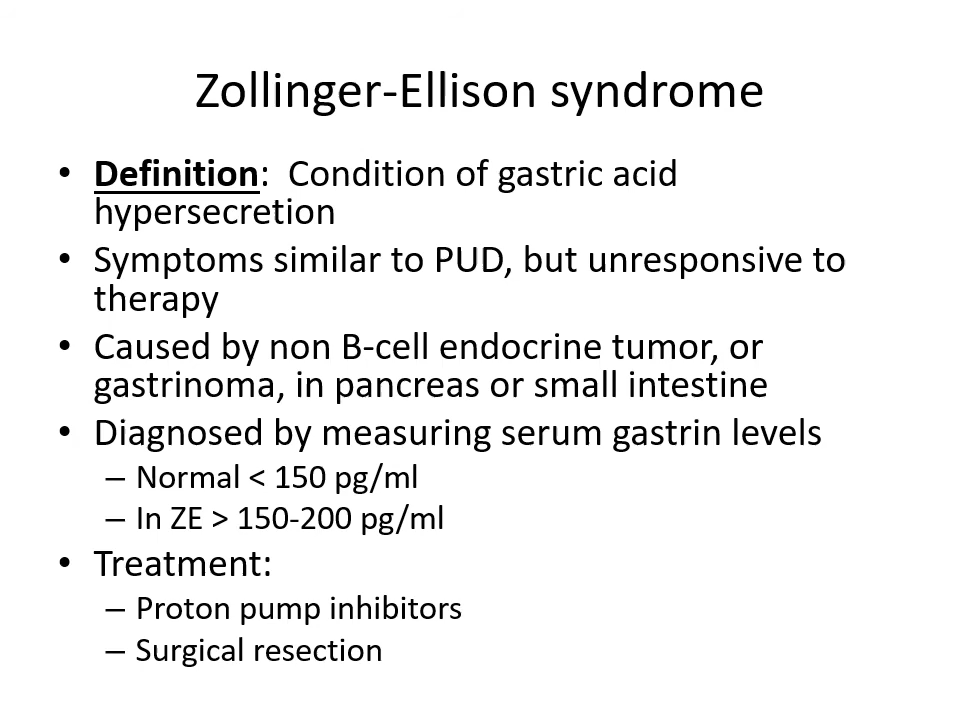 Zollinger-Ellison syndrome
• Definition:  Condition of gastric acid
hypersecretion
• Symptoms similar to PUD, but unresponsive to
therapy
• Caused by non B-cell endocrine tumor, or
gastrinoma, in pancreas or small intestine
• Diagnosed by measuring serum gastrin levels
– Normal < 150 pg/ml
– In ZE > 150-200 pg/ml
• Treatment:
– Proton pump inhibitors
– Surgical resection